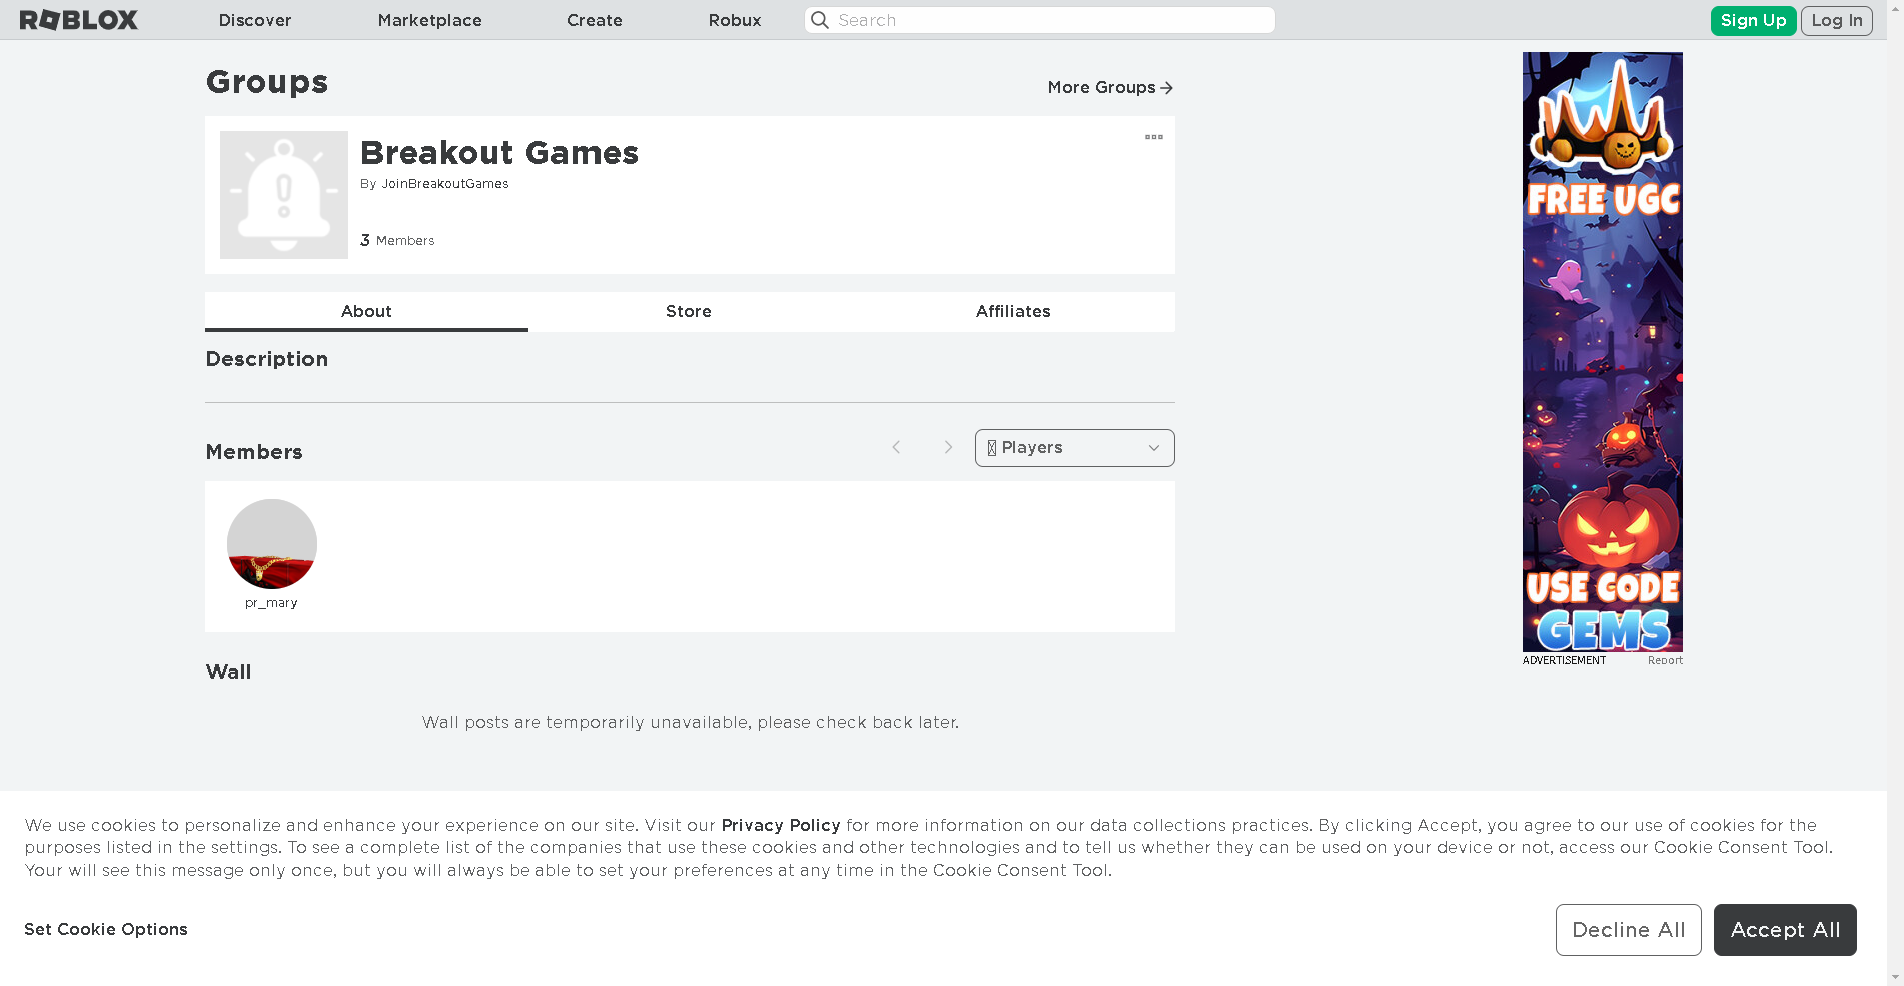 ROBLOX
Discover
Marketplace
Create
Robux
Search
Sign Up
Log In
Groups
More Groups
Breakout Games
By JoinBreakoutGames
3 Members
About
Store
Affiliates
Description
Members
Players
pr_mary
Wall
Wall posts are temporarily unavailable, please check back later.
FREE UGC
USE CODE
GEMS
ADVERTISEMENT
Report
We use cookies to personalize and enhance your experience on our site. Visit our Privacy Policy for more information on our data collections practices. By clicking Accept, you agree to our use of cookies for the
purposes listed in the settings. To see a complete list of the companies that use these cookies and other technologies and to tell us whether they can be used on your device or not, access our Cookie Consent Tool.
Your will see this message only once, but you will always be able to set your preferences at any time in the Cookie Consent Tool.
Set Cookie Options
Decline All
Accept All